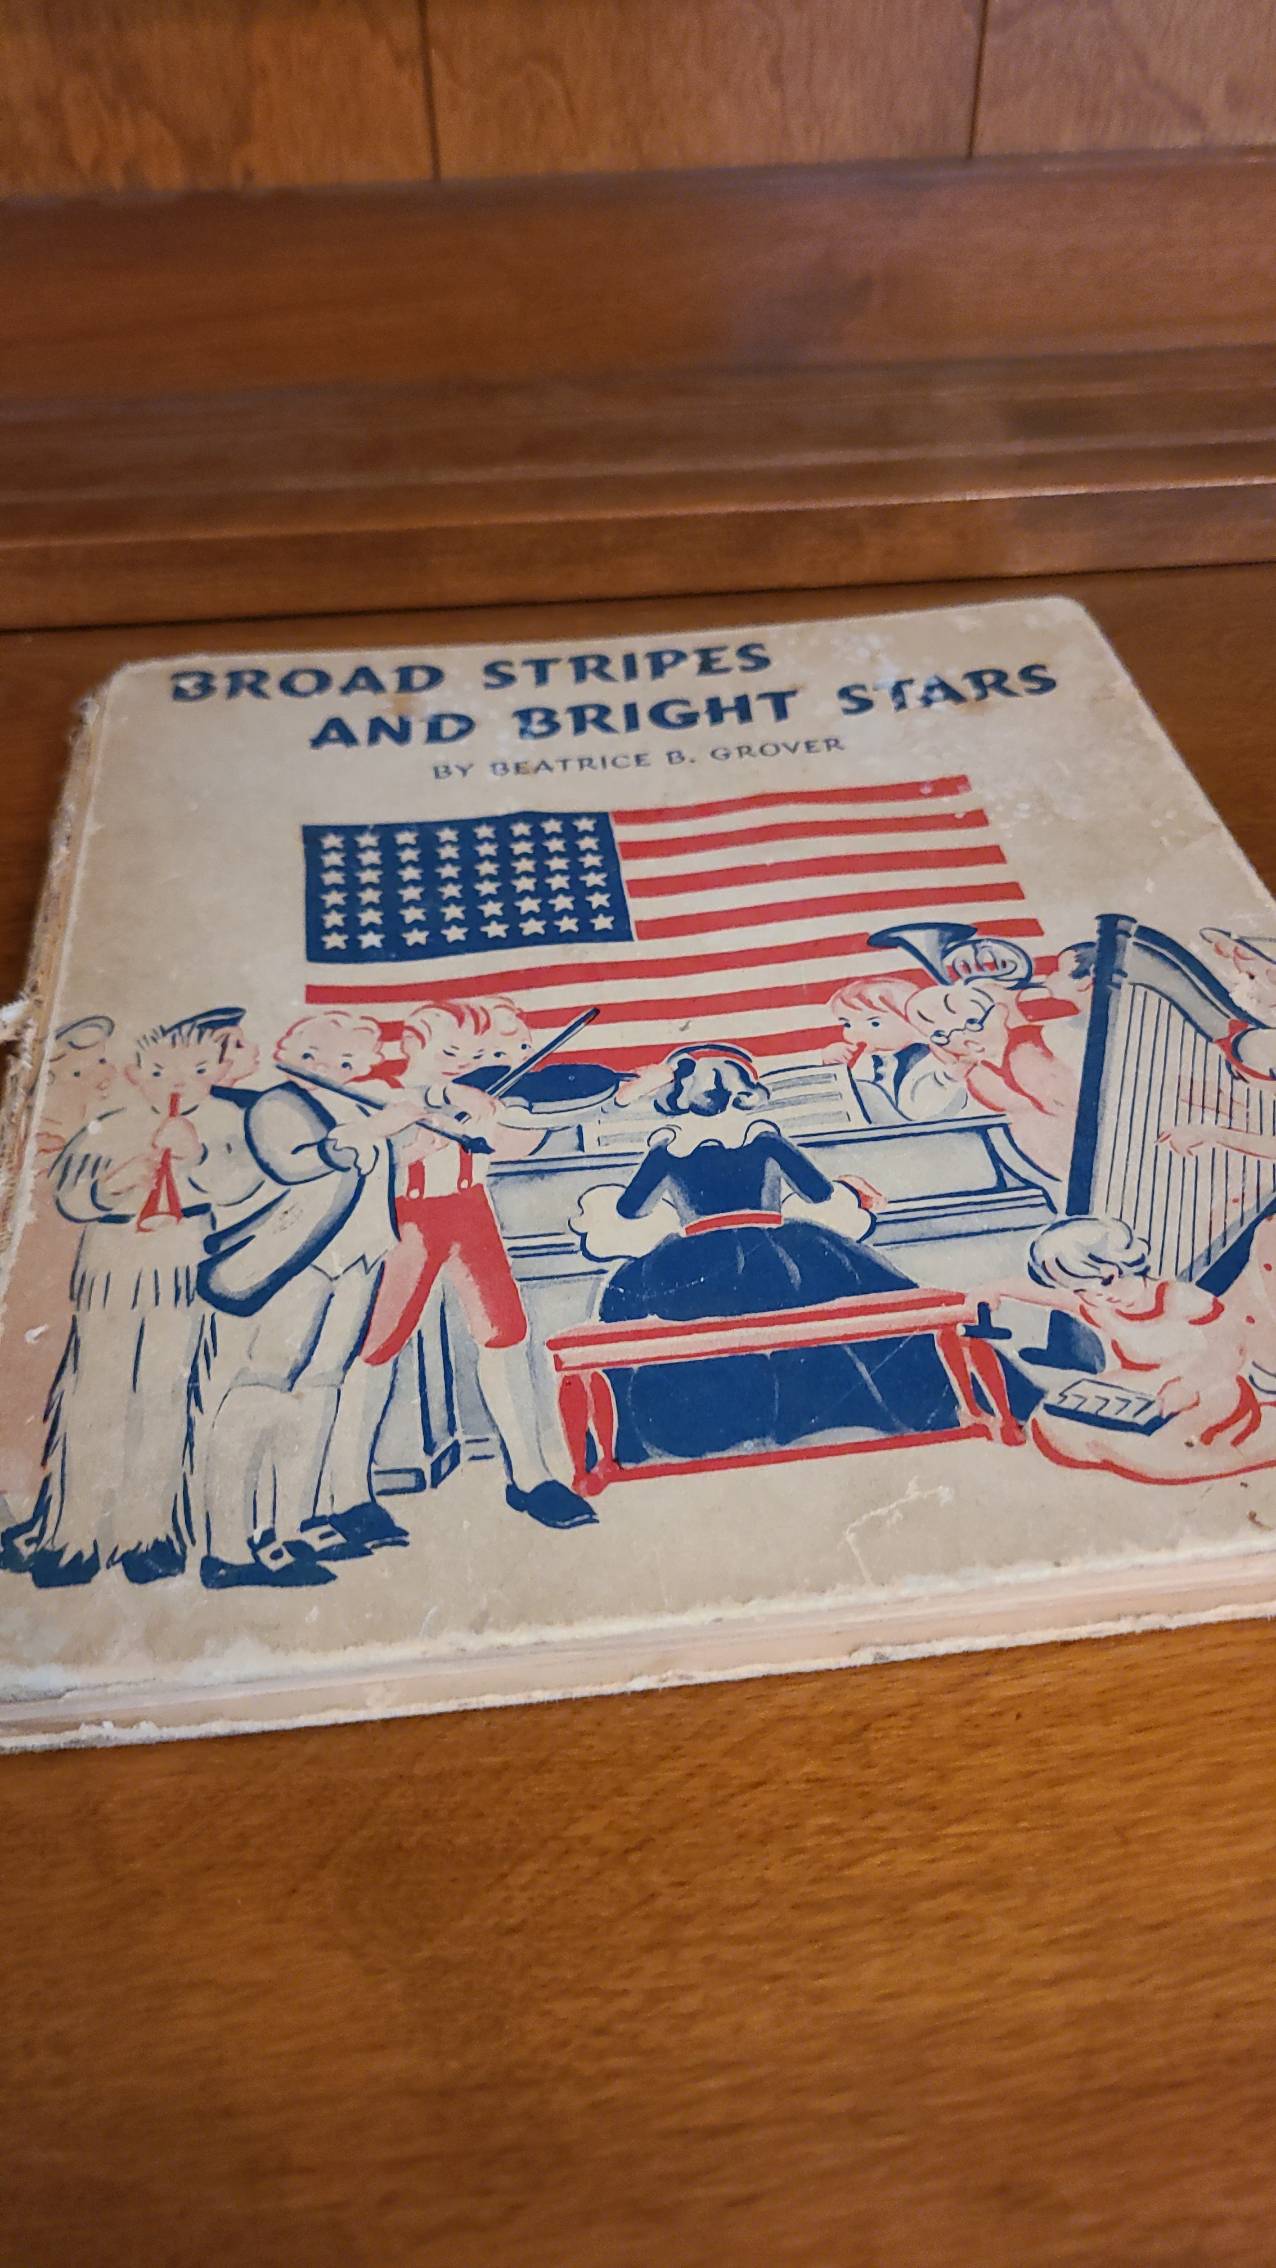 BROAD STRIPES
AND BRIGHT STARS
BY BEATRICE B. GROVER